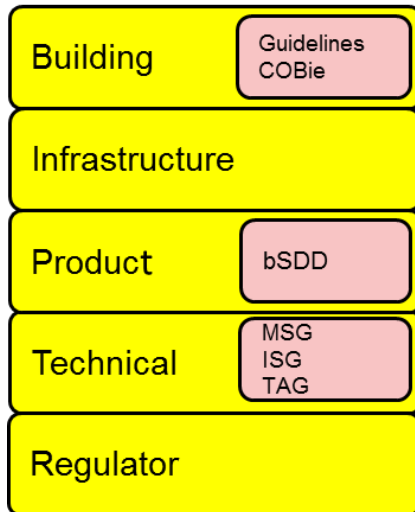 Building
Guidelines
COBie
Infrastructure
Product
bSDD
Technical
MSG
ISG
TAG
Regulator